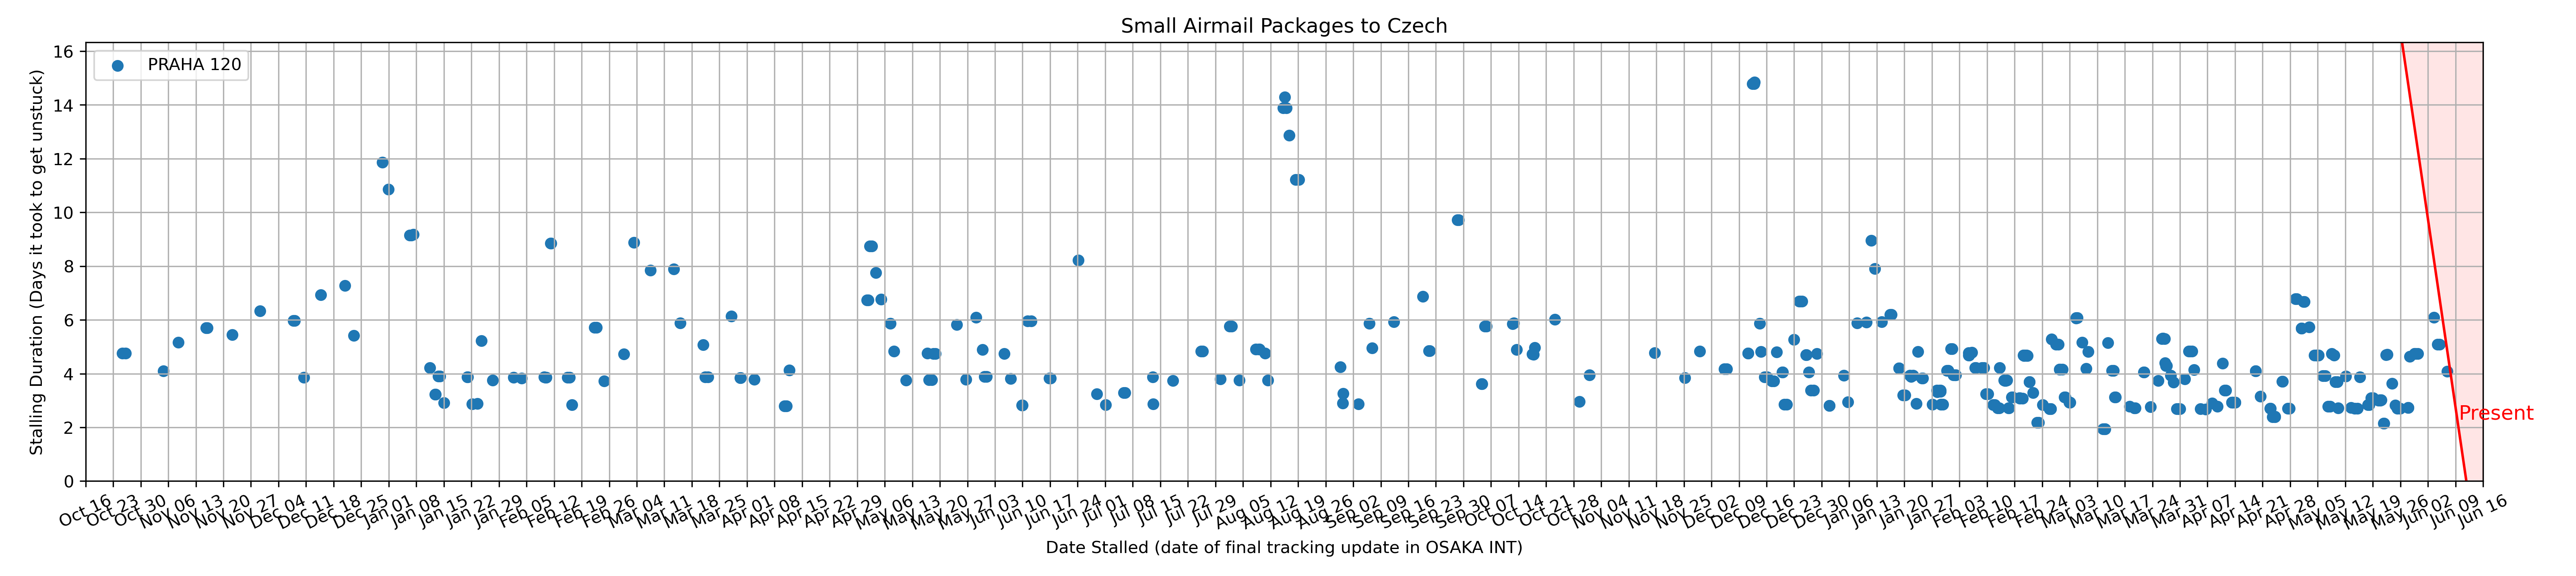 Small Airmail Packages to Czech
PRAHA 120
Stalling Duration (Days it took to get unstuck)
16
14
12
10
8
6
4
2
0
Present
Oct 16
Oct 23
Oct 30
Nov 06
Nov 13
Nov 20
Nov 27
Dec 04
Dec 11
Dec 18
Dec 25
Jan 01
Jan 08
Jan 15
Jan 22
Jan 29
Feb 05
Feb 12
Feb 19
Feb 26
Mar 04
Mar 11
Mar 18
Mar 25
Apr 01
Apr 08
Apr 15
Apr 22
Apr 29
May 06
May 13
May 20
May 27
Jun 03
Jun 10
Jun 17
Jun 24
Jul 01
Jul 08
Jul 15
Jul 22
Jul 29
Aug 05
Aug 12
Aug 19
Aug 26
Sep 02
Sep 09
Sep 16
Sep 23
Sep 30
Oct 07
Oct 14
Oct 21
Oct 28
Nov 04
Nov 11
Nov 18
Nov 25
Dec 02
Dec 09
Dec 16
Dec 23
Dec 30
Jan 06
Jan 13
Jan 20
Jan 27
Feb 03
Feb 10
Feb 17
Feb 24
Mar 03
Mar 10
Mar 17
Mar 24
Mar 31
Apr 07
Apr 14
Apr 21
Apr 28
May 05
May 12
May 19
May 26
Jun 02
Jun 09
Jun 16
Date Stalled (date of final tracking update in OSAKA INT)